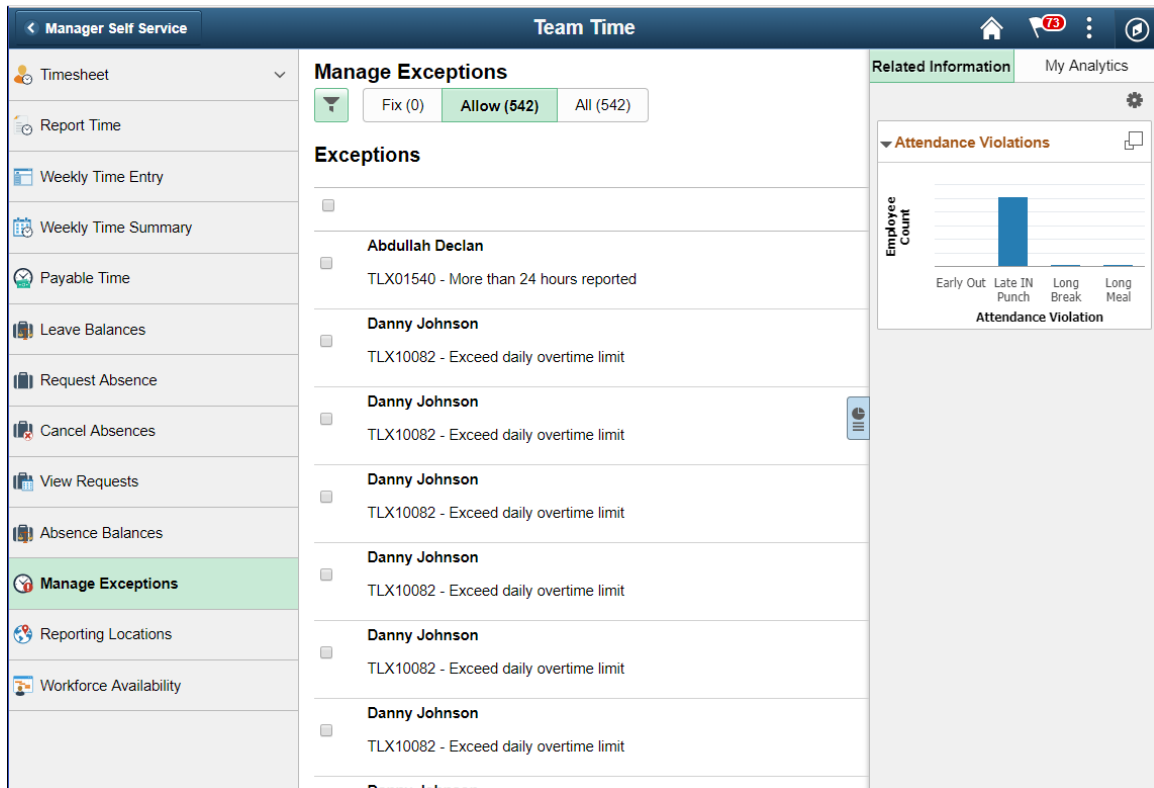 Manager Self Service
Team Time
73
Timesheet
Report Time
Weekly Time Entry
Weekly Time Summary
Payable Time
Leave Balances
Request Absence
Cancel Absences
View Requests
Absence Balances
Manage Exceptions
Reporting Locations
Workforce Availability
Manage Exceptions
Fix (0)
Allow (542)
All (542)
Exceptions
Abdullah Declan
TLX01540 - More than 24 hours reported
Danny Johnson
TLX10082 - Exceed daily overtime limit
Danny Johnson
TLX10082 - Exceed daily overtime limit
Danny Johnson
TLX10082 - Exceed daily overtime limit
Danny Johnson
TLX10082 - Exceed daily overtime limit
Danny Johnson
TLX10082 - Exceed daily overtime limit
Danny Johnson
TLX10082 - Exceed daily overtime limit
Related Information
My Analytics
Attendance Violations
Employee
Count
Early Out
Late IN
Punch
Long
Break
Long
Meal
Attendance Violation